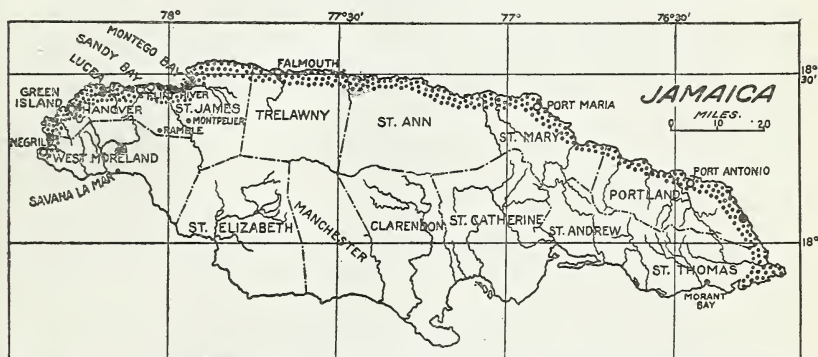 78°
77°30'
77°
76°30'
MONTEGO BAY
SANDY BAY
LUCEA
FALMOUTH
18°
30'
GREEN
ISLAND
FLINT RIVER
HANOVER
ST. JAMES
MONTPELIER
RAMBLE
TRELAWNY
ST. ANN
PORT MARIA
ST. MARY
JAMAICA
MILES.
0 10 20
NEGRIL
WEST MORELAND
SAVANA LA MAR
PORT ANTONIO
PORTLAND
ST. ELIZABETH
MANCHESTER
CLARENDON
ST. CATHERINE
ST. ANDREW
18°
ST. THOMAS
MORANT
BAY